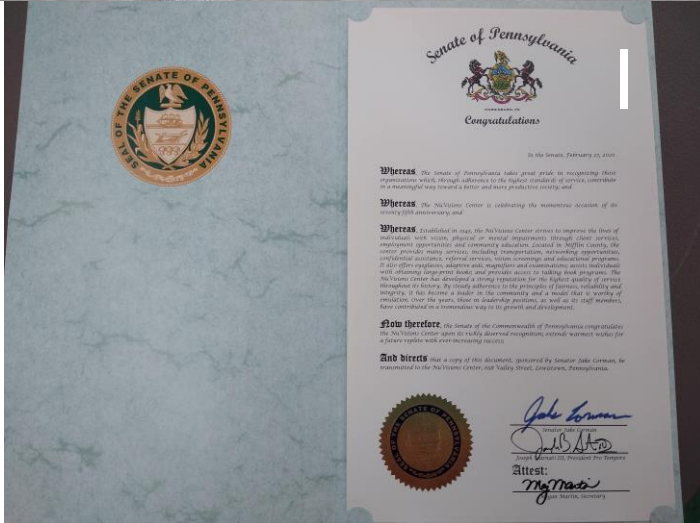 SEAL OF THE SENATE OF PENNSYLVANIA
Senate of Pennsylvania
Congratulations
In the Senate, February 27, 2020
Whereas, The Senate of Pennsylvania takes great pride in recognizing those
organizations which, through adherence to the highest standards of service, contribute
in a meaningful way toward a better and more productive society; and
Whereas, The NuVisions Center is celebrating the momentous occasion of its
seventy-fifth anniversary; and
Whereas, Established in the NuVisions Center strives to improve the lives of
individuals with vision, physical or mental impairments through client services,
employment opportunities and community education. Located in Mifflin County, the
center provides many services, including transportation, networking opportunities,
confidential assistance, referral services, vision screenings and educational programs.
It also offers eyeglasses, adaptive aids, magnifiers and examinations; assists individuals
with obtaining large-print books; and provides access to talking book programs. The
NuVisions Center has developed a strong reputation for the highest quality of service
throughout its history. By steady adherence to the principles of fairness, reliability and
integrity, it has become a leader in the community and a model that is worthy of
emulation. Over the years, those in leadership positions, as well as its staff members,
have contributed in a tremendous way to its growth and development.
Now therefore, the Senate of the Commonwealth of Pennsylvania congratulates
the NuVisions Center upon its richly deserved recognition; extends warmest wishes for
a future replete with ever-increasing success;
And directs that a copy of this document, sponsored by Senator Jake Corman, be
transmitted to the NuVisions Center, Valley Street, Lewistown, Pennsylvania.
SEAL OF THE SENATE OF PENNSYLVANIA
Jake Corman
Senator Jake Corman
Joseph Scarnati III, President Pro Tempore
Attest:
Megan Martin, Secretary